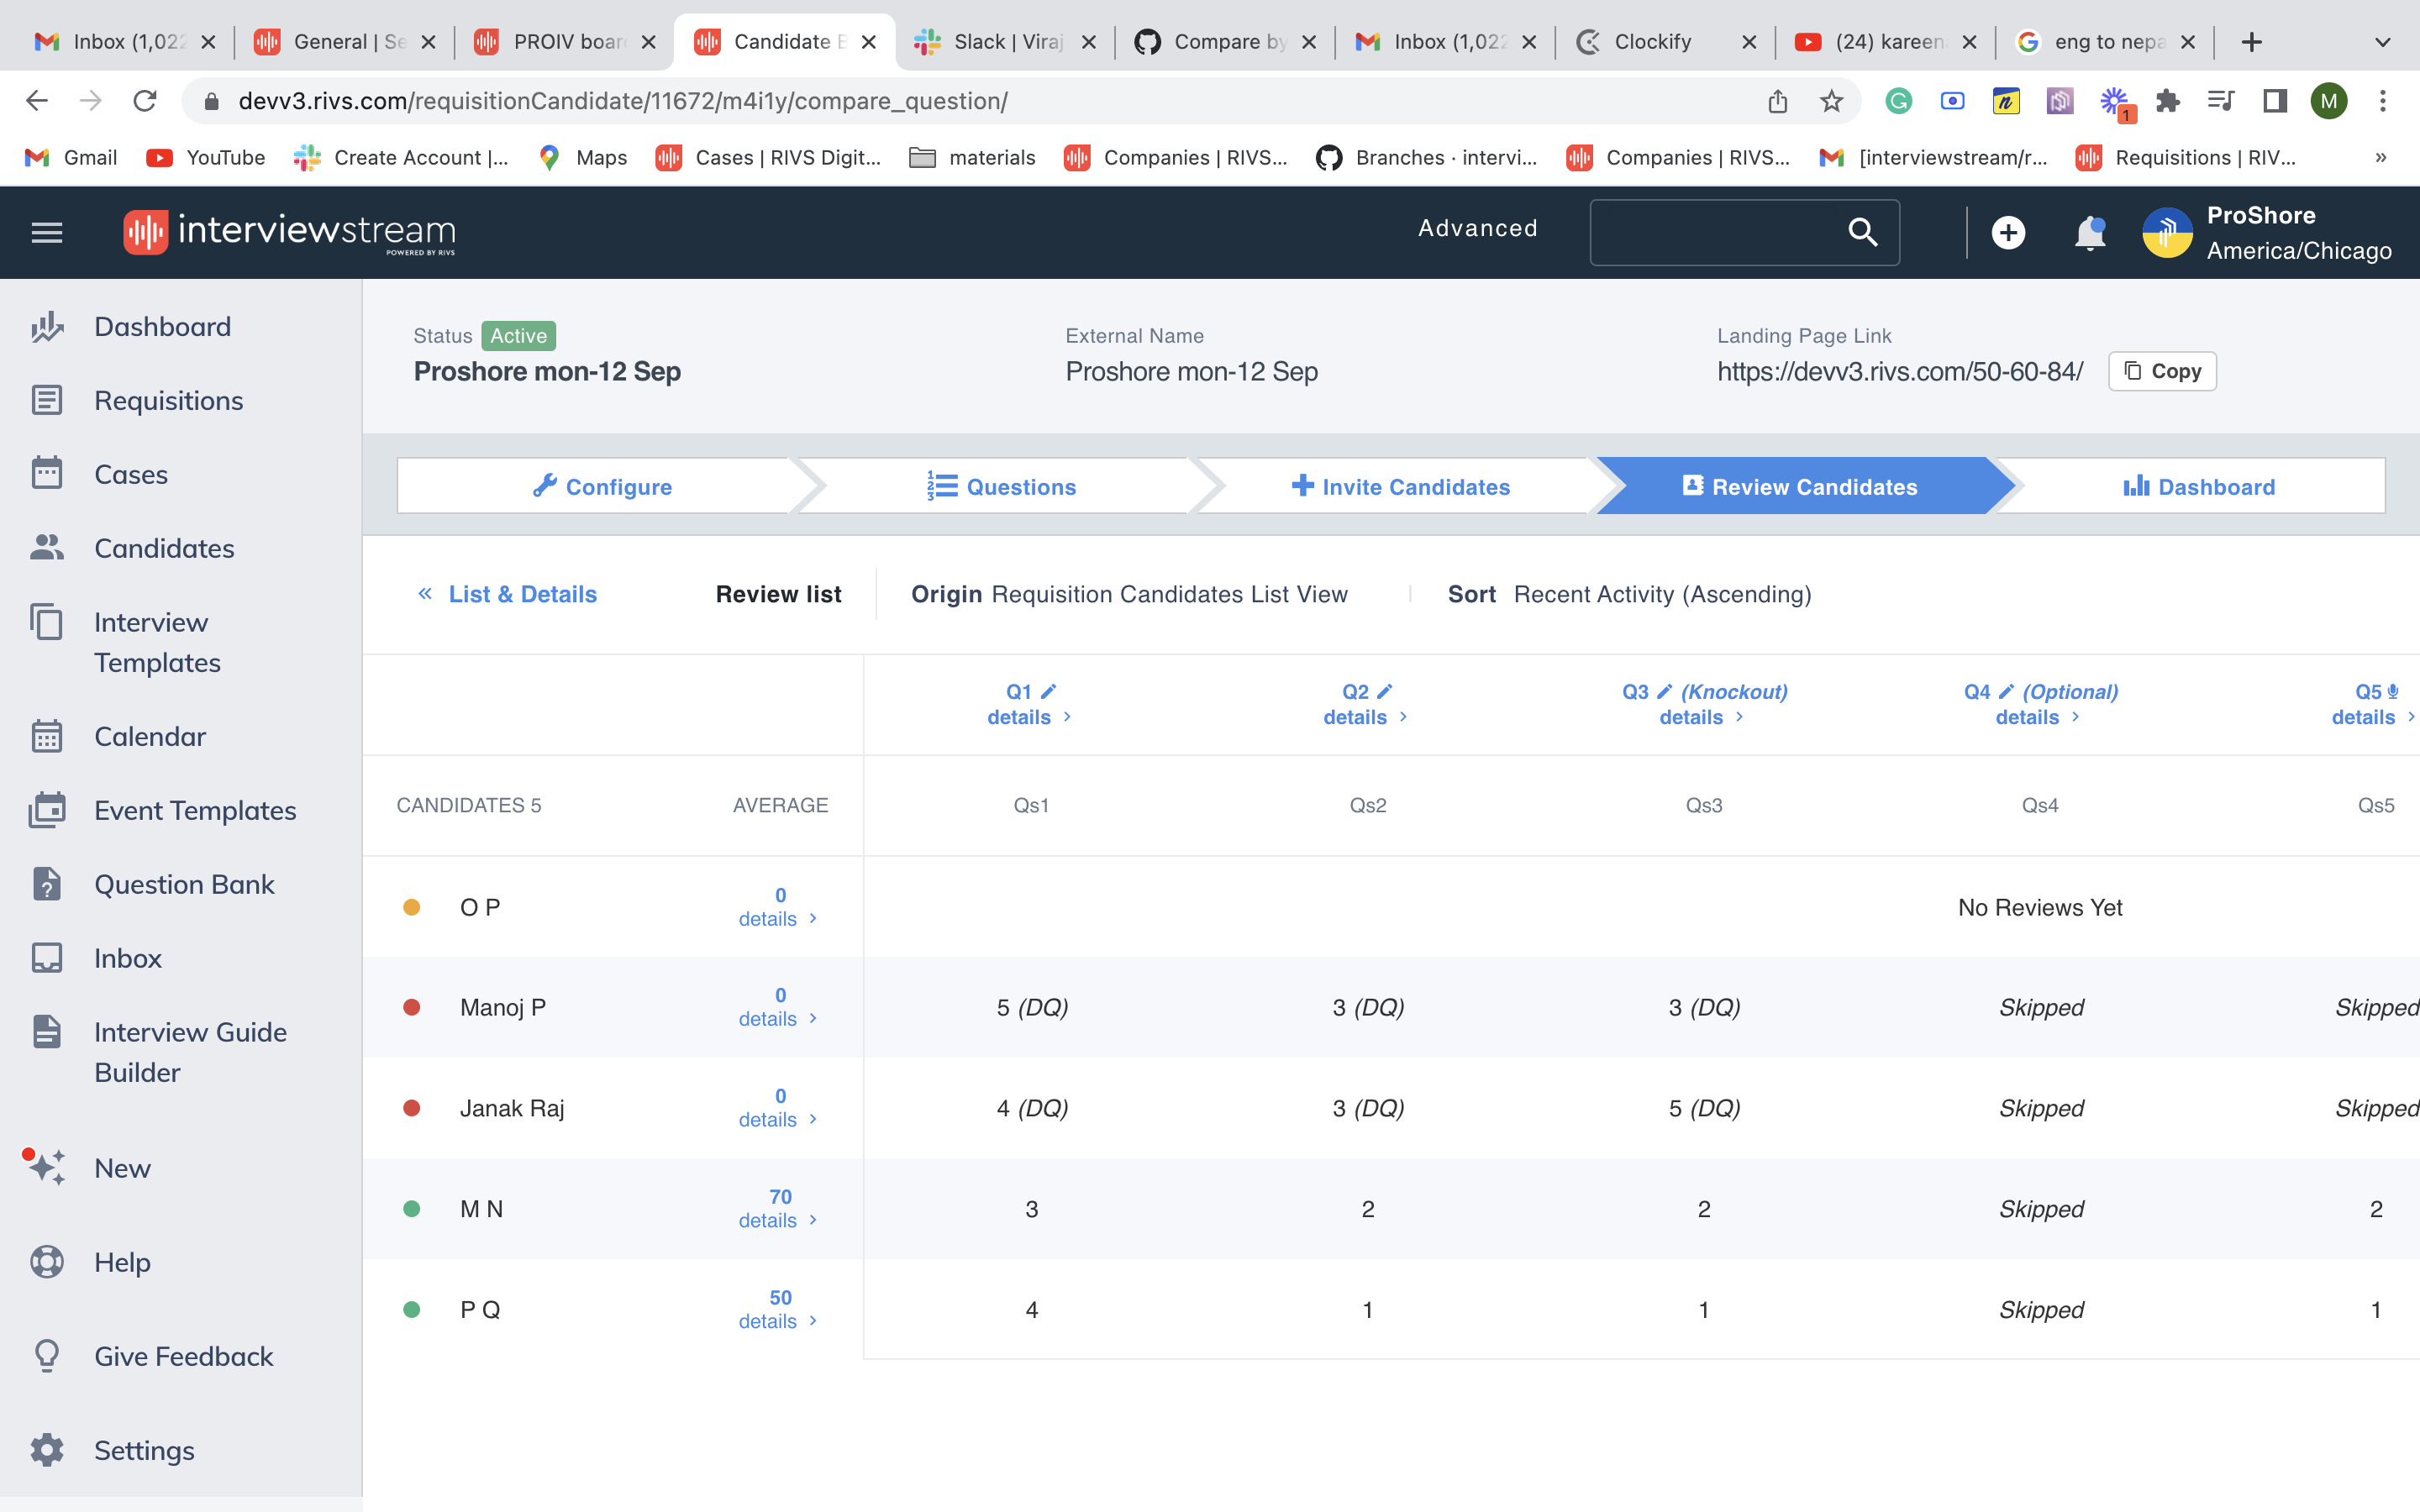 Inbox (1,022
General | Se
PROIV boar
Candidate
Slack | Viraj
Compare by
Inbox (1,022
Clockify
(24) kareen
eng to nepa
devv3.rivs.com/requisitionCandidate/11672/m4i1y/compare_question/
1
M
Gmail
YouTube
Create Account |...
Maps
Cases | RIVS Digit...
materials
Companies | RIVS...
Branches · intervi...
Companies | RIVS...
[interviewstream/r...
Requisitions | RIV...
»
interviewstream
POWERED BY RIVS
Advanced
ProShore
America/Chicago
Dashboard
Requisitions
Cases
Candidates
Interview
Templates
Calendar
Event Templates
Question Bank
Inbox
Interview Guide
Builder
New
Help
Give Feedback
Settings
Status Active
Proshore mon-12 Sep
External Name
Proshore mon-12 Sep
Landing Page Link
https://devv3.rivs.com/50-60-84/ Copy
Configure
Questions
Invite Candidates
Review Candidates
Dashboard
« List & Details
Review list
Origin Requisition Candidates List View
Sort Recent Activity (Ascending)
Q1 Q2 Q3 (Knockout) Q4 (Optional) Q5
details › details › details › details › details ›
CANDIDATES 5 AVERAGE Qs1 Qs2 Qs3 Qs4 Qs5
O P 0 details › No Reviews Yet
Manoj P 0 details › 5 (DQ) 3 (DQ) 3 (DQ) Skipped Skipped
Janak Raj 0 details › 4 (DQ) 3 (DQ) 5 (DQ) Skipped Skipped
M N 70 details › 3 2 2 Skipped 2
P Q 50 details › 4 1 1 Skipped 1